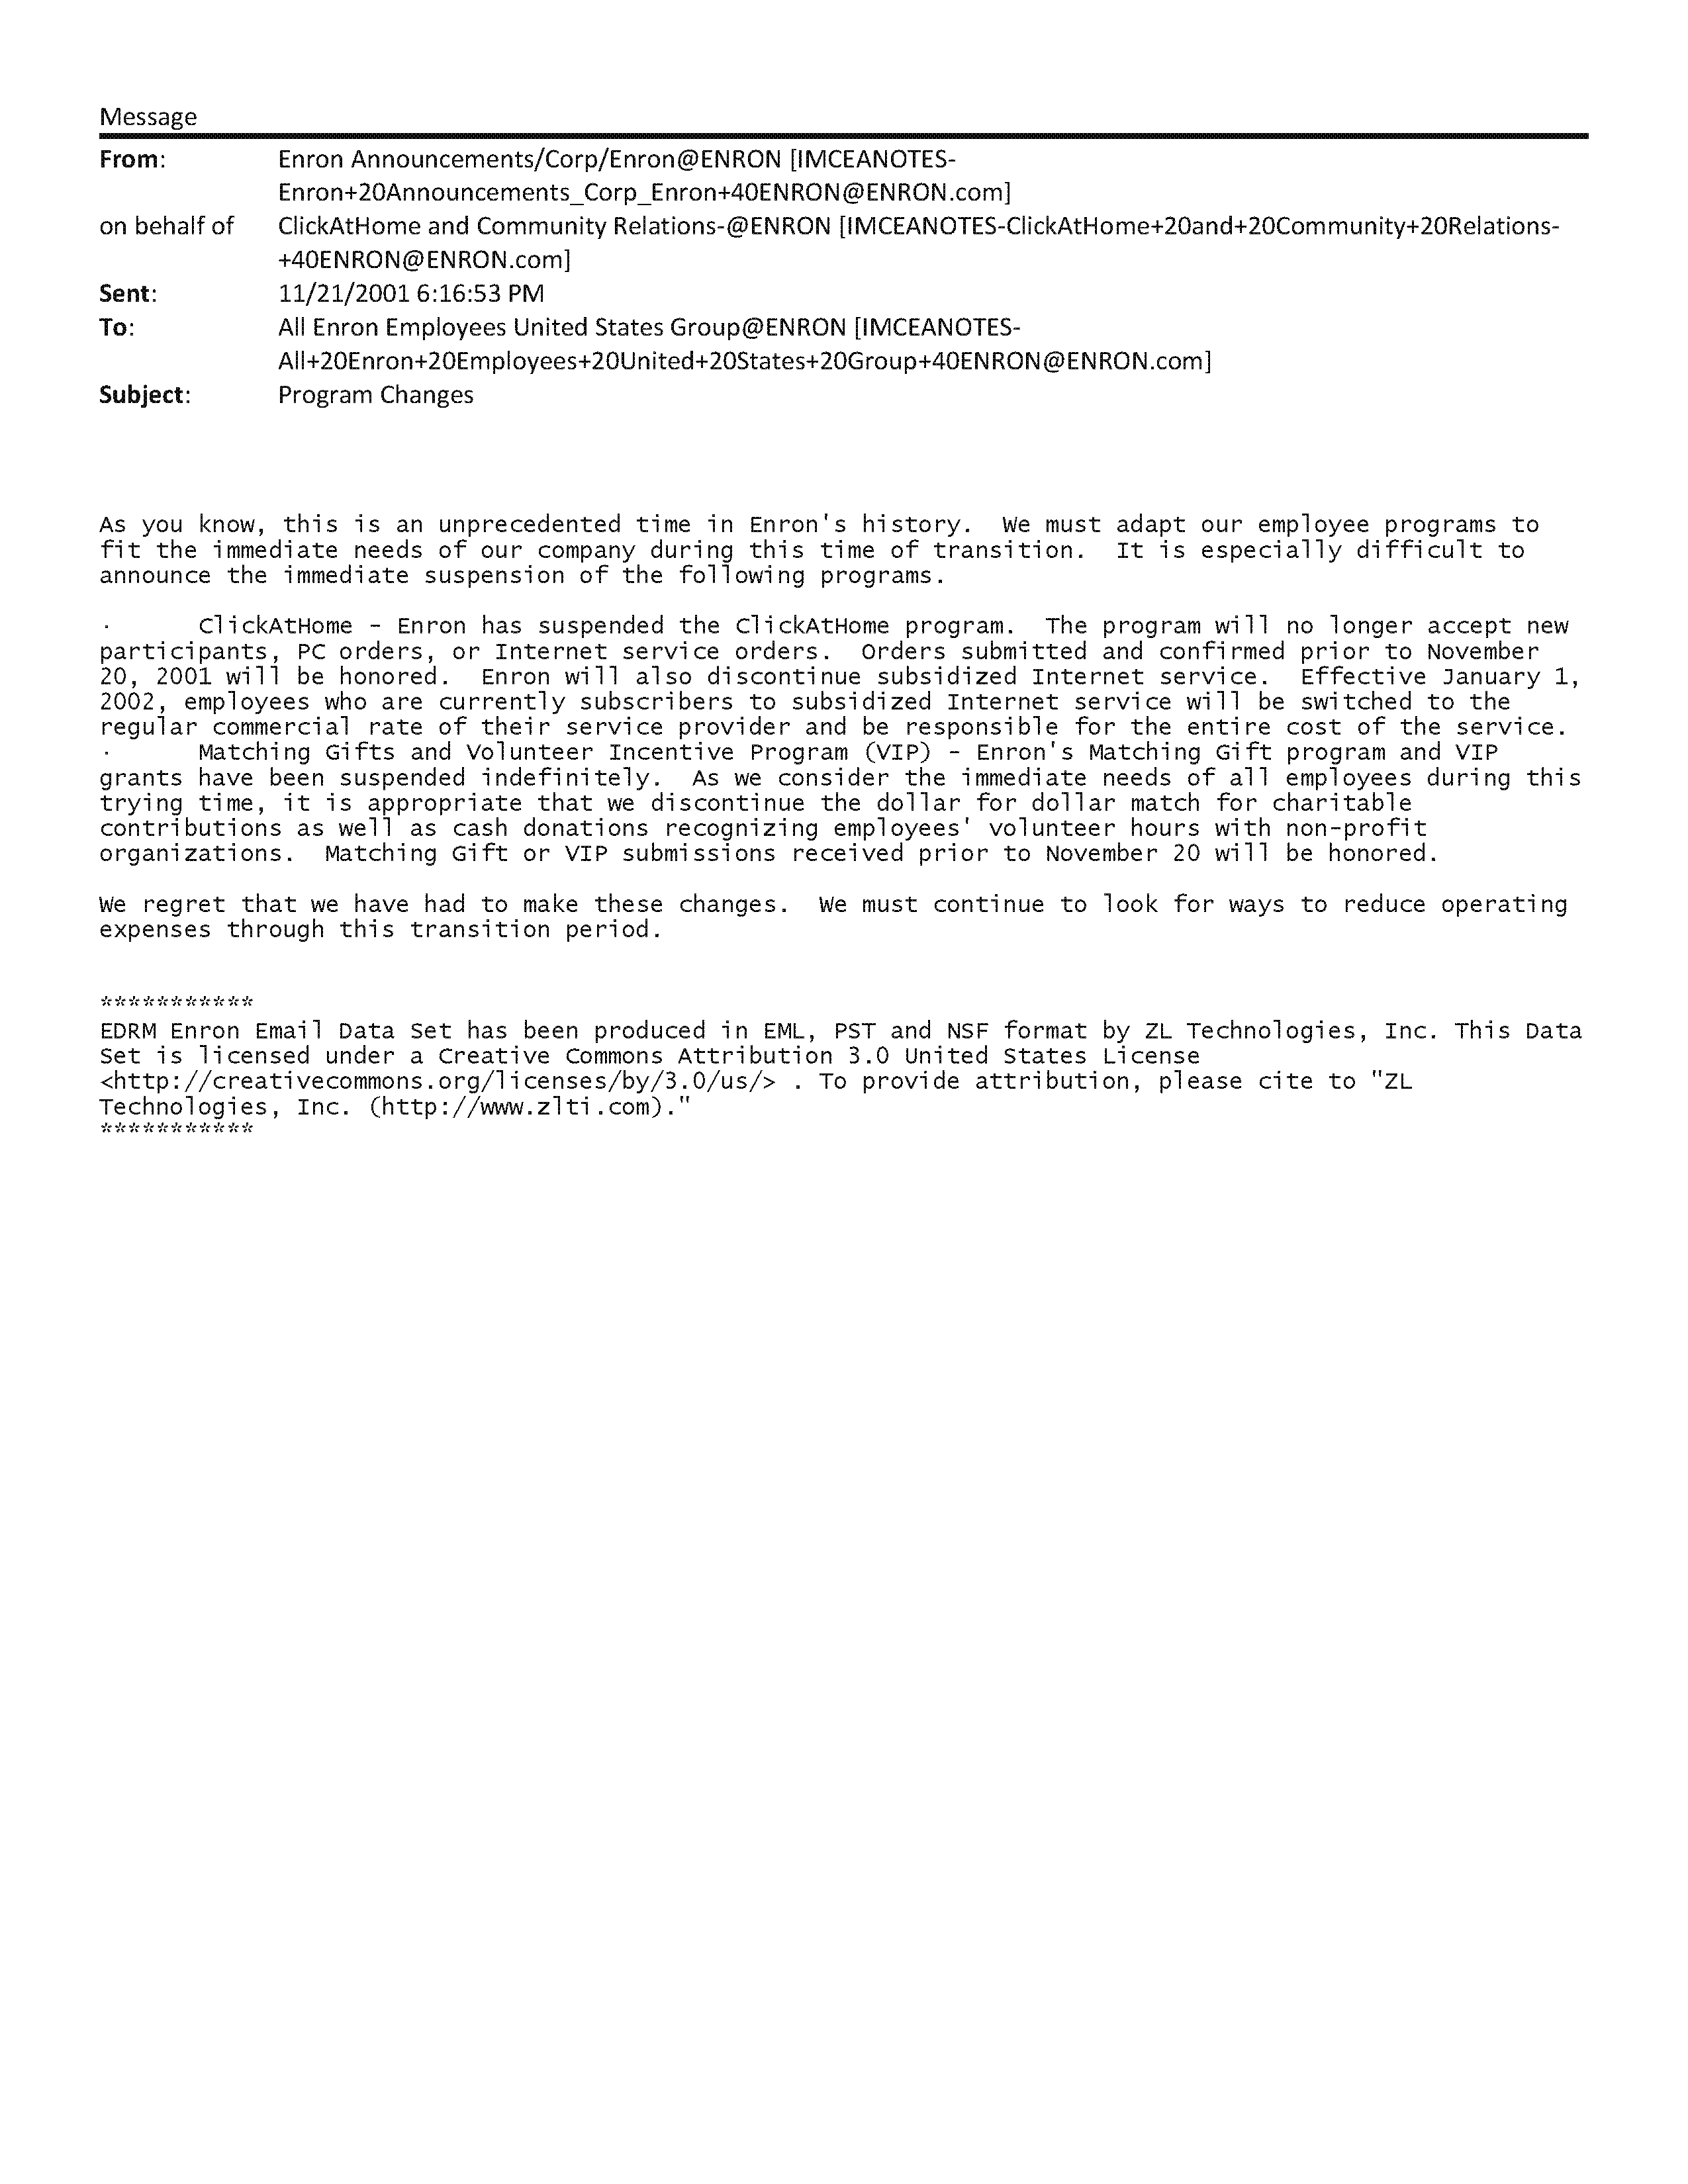 Message
From: Enron Announcements/Corp/Enron@ENRON [IMCEANOTES-
Enron+20Announcements_Corp_Enron+40ENRON@ENRON.com]
on behalf of ClickAtHome and Community Relations-@ENRON [IMCEANOTES-ClickAtHome+20and+20Community+20Relations-
+40ENRON@ENRON.com]
Sent: 11/21/2001 6:16:53 PM
To: All Enron Employees United States Group@ENRON [IMCEANOTES-
All+20Enron+20Employees+20United+20States+20Group+40ENRON@ENRON.com]
Subject: Program Changes
As you know, this is an unprecedented time in Enron's history.  We must adapt our employee programs to
fit the immediate needs of our company during this time of transition.  It is especially difficult to
announce the immediate suspension of the following programs.
· ClickAtHome - Enron has suspended the ClickAtHome program.  The program will no longer accept new
participants, PC orders, or Internet service orders.  Orders submitted and confirmed prior to November
20, 2001 will be honored.  Enron will also discontinue subsidized Internet service.  Effective January 1,
2002, employees who are currently subscribers to subsidized Internet service will be switched to the
regular commercial rate of their service provider and be responsible for the entire cost of the service.
· Matching Gifts and Volunteer Incentive Program (VIP) - Enron's Matching Gift program and VIP
grants have been suspended indefinitely.  As we consider the immediate needs of all employees during this
trying time, it is appropriate that we discontinue the dollar for dollar match for charitable
contributions as well as cash donations recognizing employees' volunteer hours with non-profit
organizations.  Matching Gift or VIP submissions received prior to November 20 will be honored.
We regret that we have had to make these changes.  We must continue to look for ways to reduce operating
expenses through this transition period.
***********
EDRM Enron Email Data Set has been produced in EML, PST and NSF format by ZL Technologies, Inc. This Data
Set is licensed under a Creative Commons Attribution 3.0 United States License
<http://creativecommons.org/licenses/by/3.0/us/> . To provide attribution, please cite to "ZL
Technologies, Inc. (http://www.zlti.com)."
***********